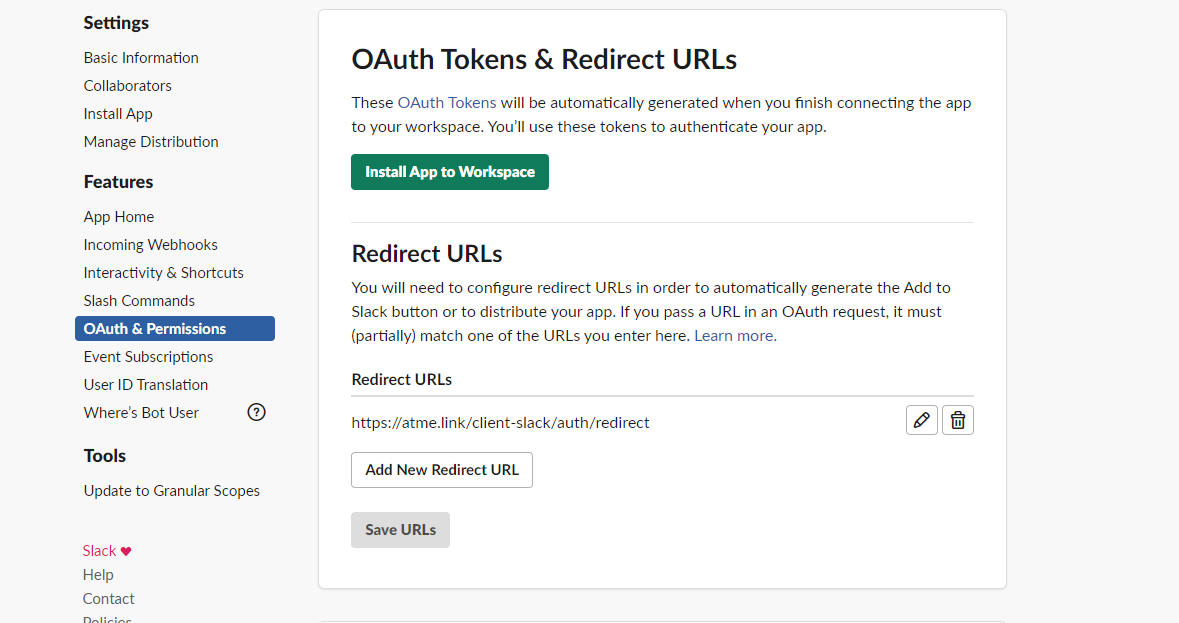 Settings
Basic Information
Collaborators
Install App
Manage Distribution
Features
App Home
Incoming Webhooks
Interactivity & Shortcuts
Slash Commands
OAuth & Permissions
Event Subscriptions
User ID Translation
Where's Bot User
?
Tools
Update to Granular Scopes
Slack ♥
Help
Contact
Policies
OAuth Tokens & Redirect URLs
These OAuth Tokens will be automatically generated when you finish connecting the app
to your workspace. You'll use these tokens to authenticate your app.
Install App to Workspace
Redirect URLs
You will need to configure redirect URLs in order to automatically generate the Add to
Slack button or to distribute your app. If you pass a URL in an OAuth request, it must
(partially) match one of the URLs you enter here. Learn more.
Redirect URLs
https://atme.link/client-slack/auth/redirect
Add New Redirect URL
Save URLs